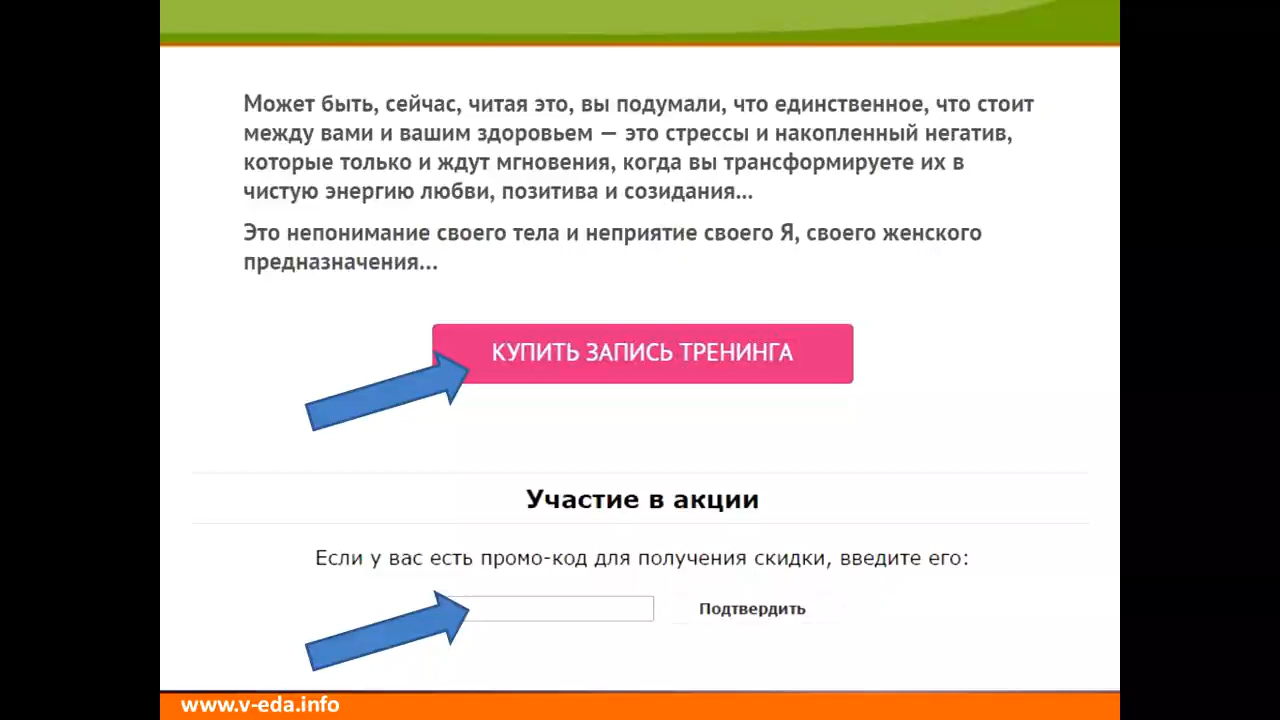 Может быть, сейчас, читая это, вы подумали, что единственное, что стоит
между вами и вашим здоровьем — это стрессы и накопленный негатив,
которые только и ждут мгновения, когда вы трансформируете их в
чистую энергию любви, позитива и созидания...
Это непонимание своего тела и неприятие своего Я, своего женского
предназначения...
КУПИТЬ ЗАПИСЬ ТРЕНИНГА
Участие в акции
Если у вас есть промо-код для получения скидки, введите его:
Подтвердить
www.v-eda.info